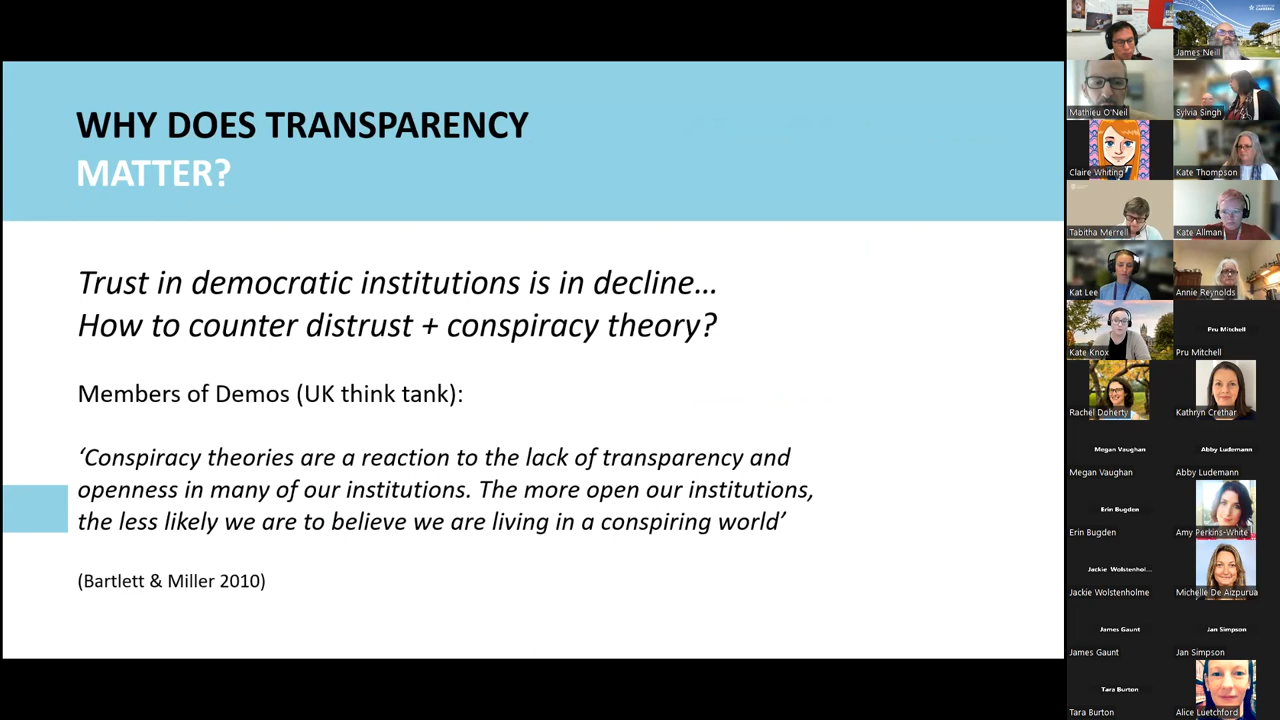 WHY DOES TRANSPARENCY
MATTER?
Trust in democratic institutions is in decline…
How to counter distrust + conspiracy theory?
Members of Demos (UK think tank):
‘Conspiracy theories are a reaction to the lack of transparency and
openness in many of our institutions. The more open our institutions,
the less likely we are to believe we are living in a conspiring world’
(Bartlett & Miller 2010)
James Neill
Mathieu O'Neil
Sylvia Singh
Claire Whiting
Kate Thompson
Tabitha Merrell
Kate Allman
Kat Lee
Annie Reynolds
Kate Knox
Pru Mitchell
Pru Mitchell
Rachel Doherty
Kathryn Crethar
Megan Vaughan
Abby Ludemann
Megan Vaughan
Abby Ludemann
Erin Bugden
Erin Bugden
Amy Perkins-White
Jackie Wolstenhol...
Jackie Wolstenholme
Michelle De Aizpurua
James Gaunt
Jan Simpson
James Gaunt
Jan Simpson
Tara Burton
Tara Burton
Alice Luetchford